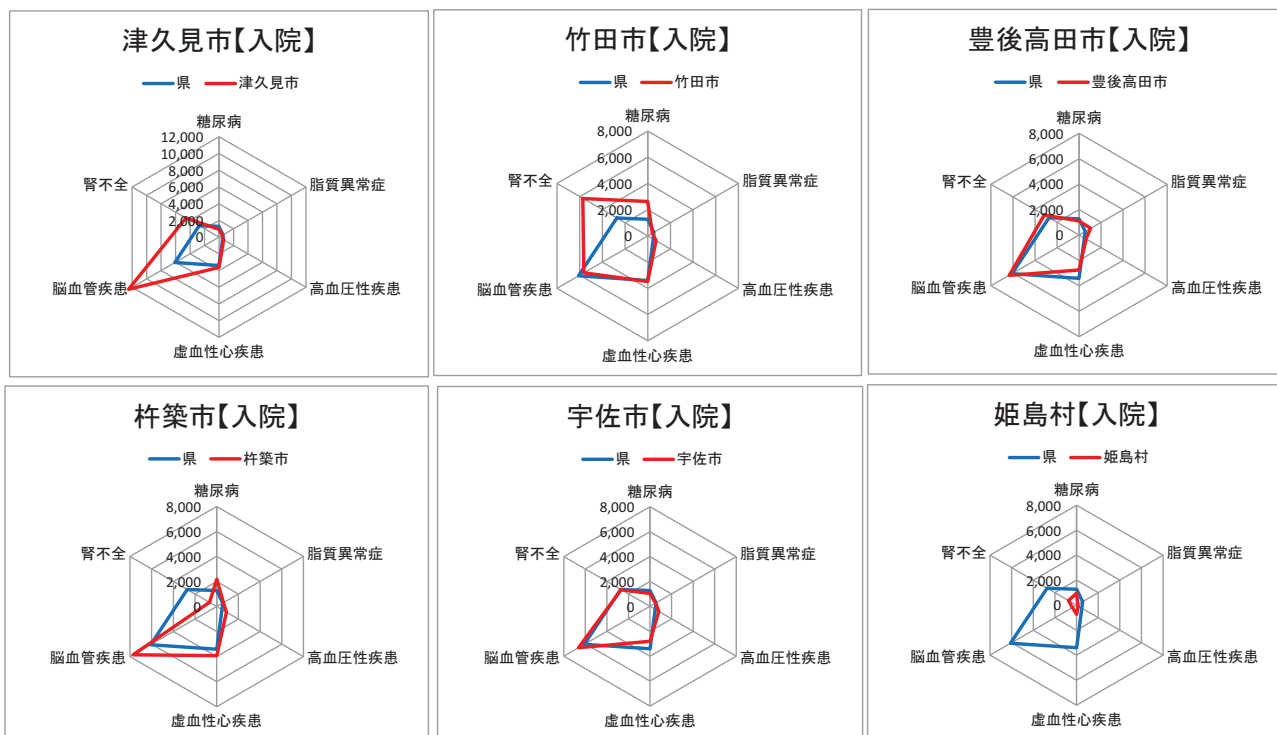 津久見市【入院】
県 津久見市
糖尿病
12,000
10,000
8,000
6,000
4,000
2,000
0
脂質異常症
高血圧性疾患
虚血性心疾患
脳血管疾患
腎不全
竹田市【入院】
県 竹田市
糖尿病
8,000
6,000
4,000
2,000
0
脂質異常症
高血圧性疾患
虚血性心疾患
脳血管疾患
腎不全
豊後高田市【入院】
県 豊後高田市
糖尿病
8,000
6,000
4,000
2,000
0
脂質異常症
高血圧性疾患
虚血性心疾患
脳血管疾患
腎不全
杵築市【入院】
県 杵築市
糖尿病
8,000
6,000
4,000
2,000
0
脂質異常症
高血圧性疾患
虚血性心疾患
脳血管疾患
腎不全
宇佐市【入院】
県 宇佐市
糖尿病
8,000
6,000
4,000
2,000
0
脂質異常症
高血圧性疾患
虚血性心疾患
脳血管疾患
腎不全
姫島村【入院】
県 姫島村
糖尿病
8,000
6,000
4,000
2,000
0
脂質異常症
高血圧性疾患
虚血性心疾患
脳血管疾患
腎不全